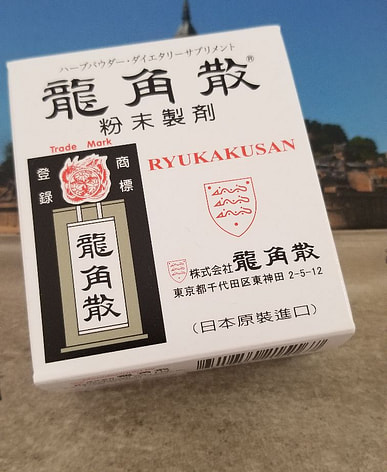 ハーブパウダー・ダイエタリーサプリメント
龍角散®
粉末製剤
Trade Mark
登錄
商標
龍角散
RYUKAKUSAN
株式会社龍角散
東京都千代田区東神田 2-5-12
(日本原裝進口)